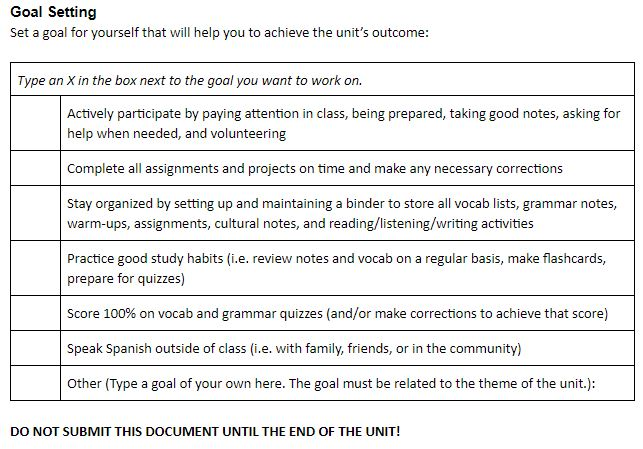 Goal Setting
Set a goal for yourself that will help you to achieve the unit's outcome:
Type an X in the box next to the goal you want to work on.
Actively participate by paying attention in class, being prepared, taking good notes, asking for
help when needed, and volunteering
Complete all assignments and projects on time and make any necessary corrections
Stay organized by setting up and maintaining a binder to store all vocab lists, grammar notes,
warm-ups, assignments, cultural notes, and reading/listening/writing activities
Practice good study habits (i.e. review notes and vocab on a regular basis, make flashcards,
prepare for quizzes)
Score 100% on vocab and grammar quizzes (and/or make corrections to achieve that score)
Speak Spanish outside of class (i.e. with family, friends, or in the community)
Other (Type a goal of your own here. The goal must be related to the theme of the unit.):
DO NOT SUBMIT THIS DOCUMENT UNTIL THE END OF THE UNIT!